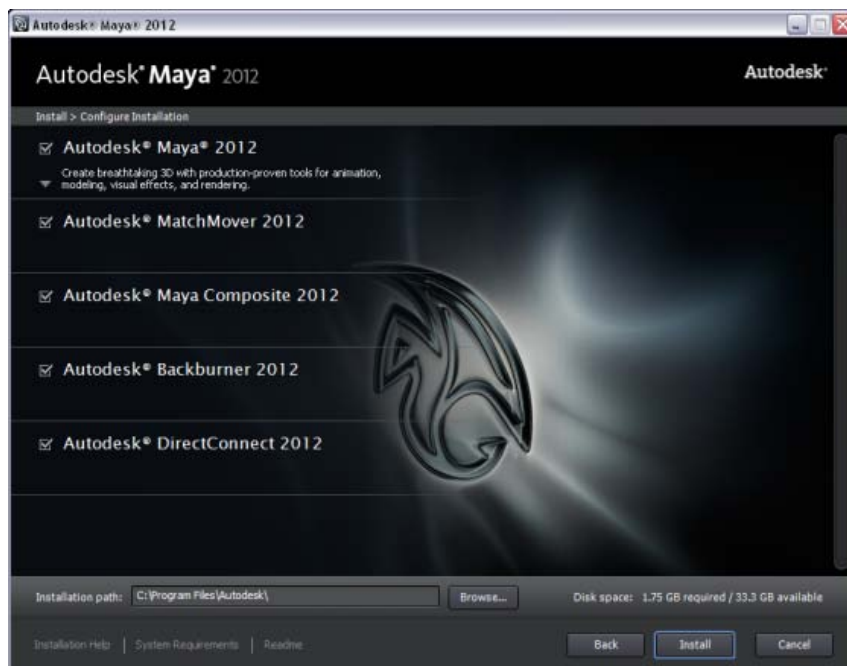 Autodesk® Maya® 2012
Autodesk® Maya® 2012
Autodesk®
Install > Configure Installation
Autodesk® Maya® 2012
Create breathtaking 3D with production-proven tools for animation,
modeling, visual effects, and rendering.
Autodesk® MatchMover 2012
Autodesk® Maya Composite 2012
Autodesk® Backburner 2012
Autodesk® DirectConnect 2012
Installation path: C:\Program Files\Autodesk\ Browse... Disk space: 1.75 GB required / 33.3 GB available
Installation Help | System Requirements | Readme Back Install Cancel